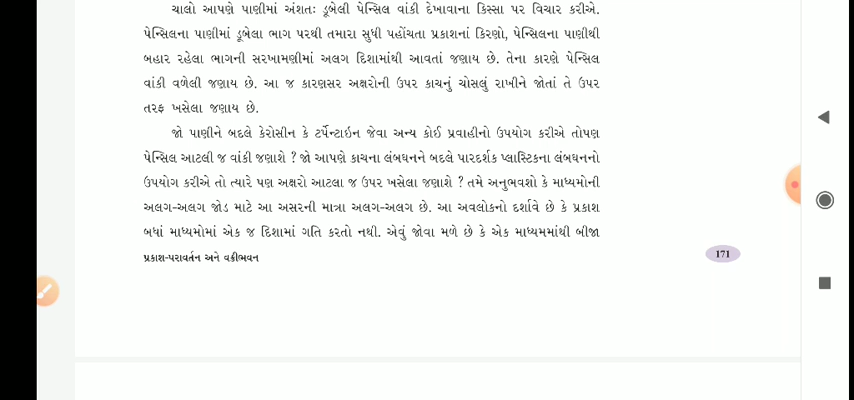 ચાલો આપણે પાણીમાં અંશતઃ ડૂબેલી પેન્સિલ વાંકી દેખાવાના કિસ્સા પર વિચાર કરીએ.
પેન્સિલના પાણીમાં ડૂબેલા ભાગ પરથી તમારા સુધી પહોંચતા પ્રકાશનાં કિરણો, પેન્સિલના પાણીથી
બહાર રહેલા ભાગની સરખામણીમાં અલગ દિશામાંથી આવતાં જણાય છે. તેના કારણે પેન્સિલ
વાંકી વળેલી જણાય છે. આ જ કારણસર અક્ષરોની ઉપર કાચનું ચોસલું રાખીને જોતાં તે ઉપર
તરફ ખસેલા જણાય છે.
જો પાણીને બદલે કેરોસીન કે ટર્પેન્ટાઇન જેવા અન્ય કોઈ પ્રવાહીનો ઉપયોગ કરીએ તોપણ
પેન્સિલ આટલી જ વાંકી જણાશે ? જો આપણે કાચના લંબઘનને બદલે પારદર્શક પ્લાસ્ટિકના લંબઘનનો
ઉપયોગ કરીએ તો ત્યારે પણ અક્ષરો આટલા જ ઉપર ખસેલા જણાશે ? તમે અનુભવશો કે માધ્યમોની
અલગ-અલગ જોડ માટે આ અસરની માત્રા અલગ-અલગ છે. આ અવલોકનો દર્શાવે છે કે પ્રકાશ
બધાં માધ્યમોમાં એક જ દિશામાં ગતિ કરતો નથી. એવું જોવા મળે છે કે એક માધ્યમમાંથી બીજા
પ્રકાશ-પરાવર્તન અને વક્રીભવન
171